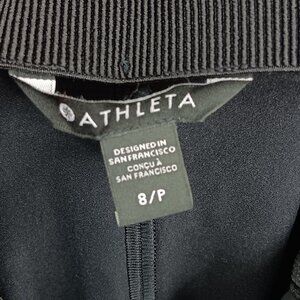 ATHLETA
DESIGNED IN
SAN FRANCISCO
CONÇU À
SAN FRANCISCO
8/P